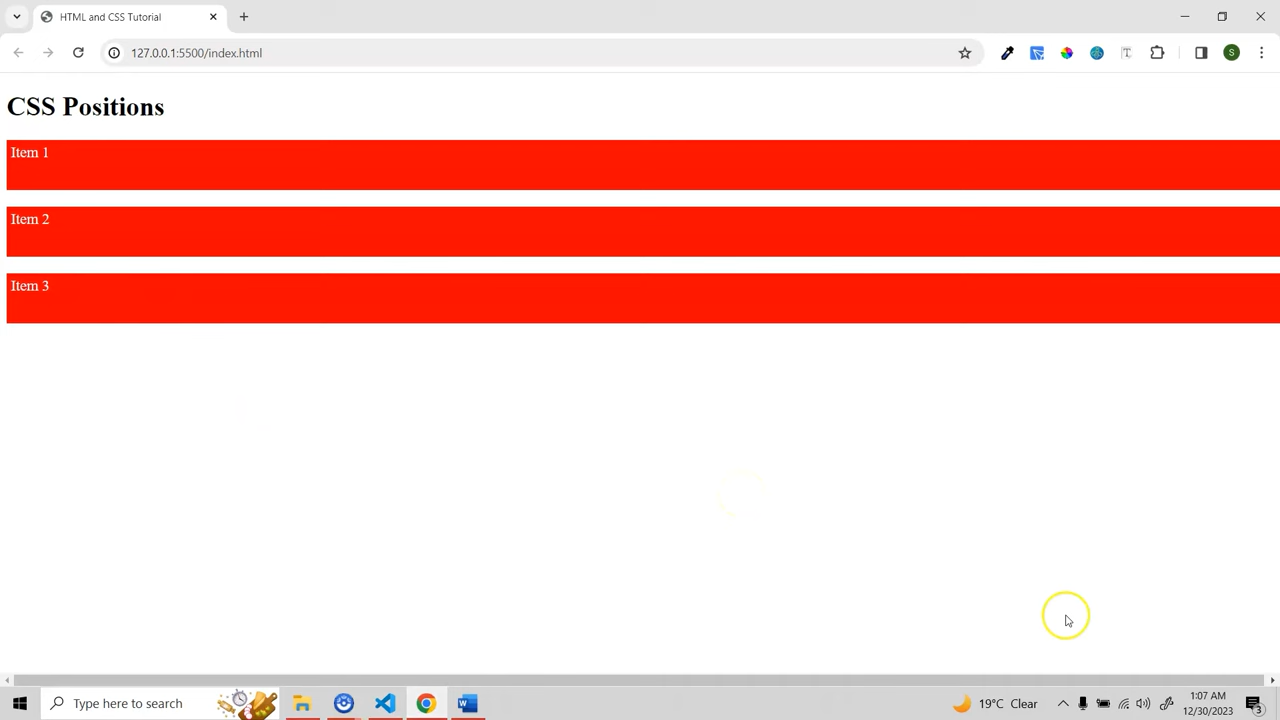 HTML and CSS Tutorial
127.0.0.1:5500/index.html
S
CSS Positions
Item 1
Item 2
Item 3
Type here to search
19°C Clear
1:07 AM
12/30/2023
3